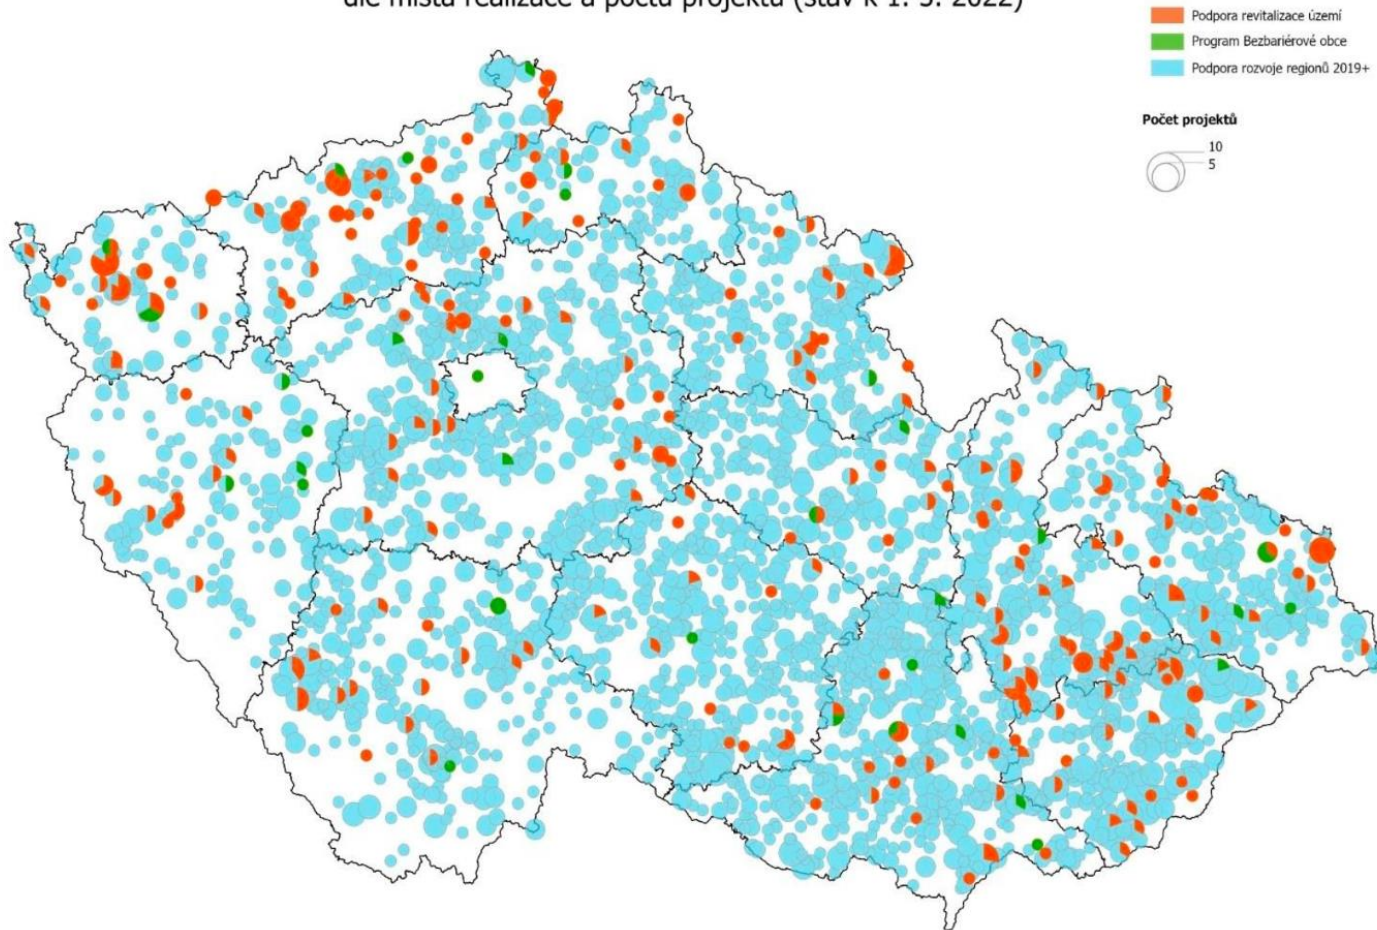 dle místa realizace a počtu projektů (stav k 1. 5. 2022)
Podpora revitalizace území
Program Bezbariérové obce
Podpora rozvoje regionů 2019+
Počet projektů
10
5